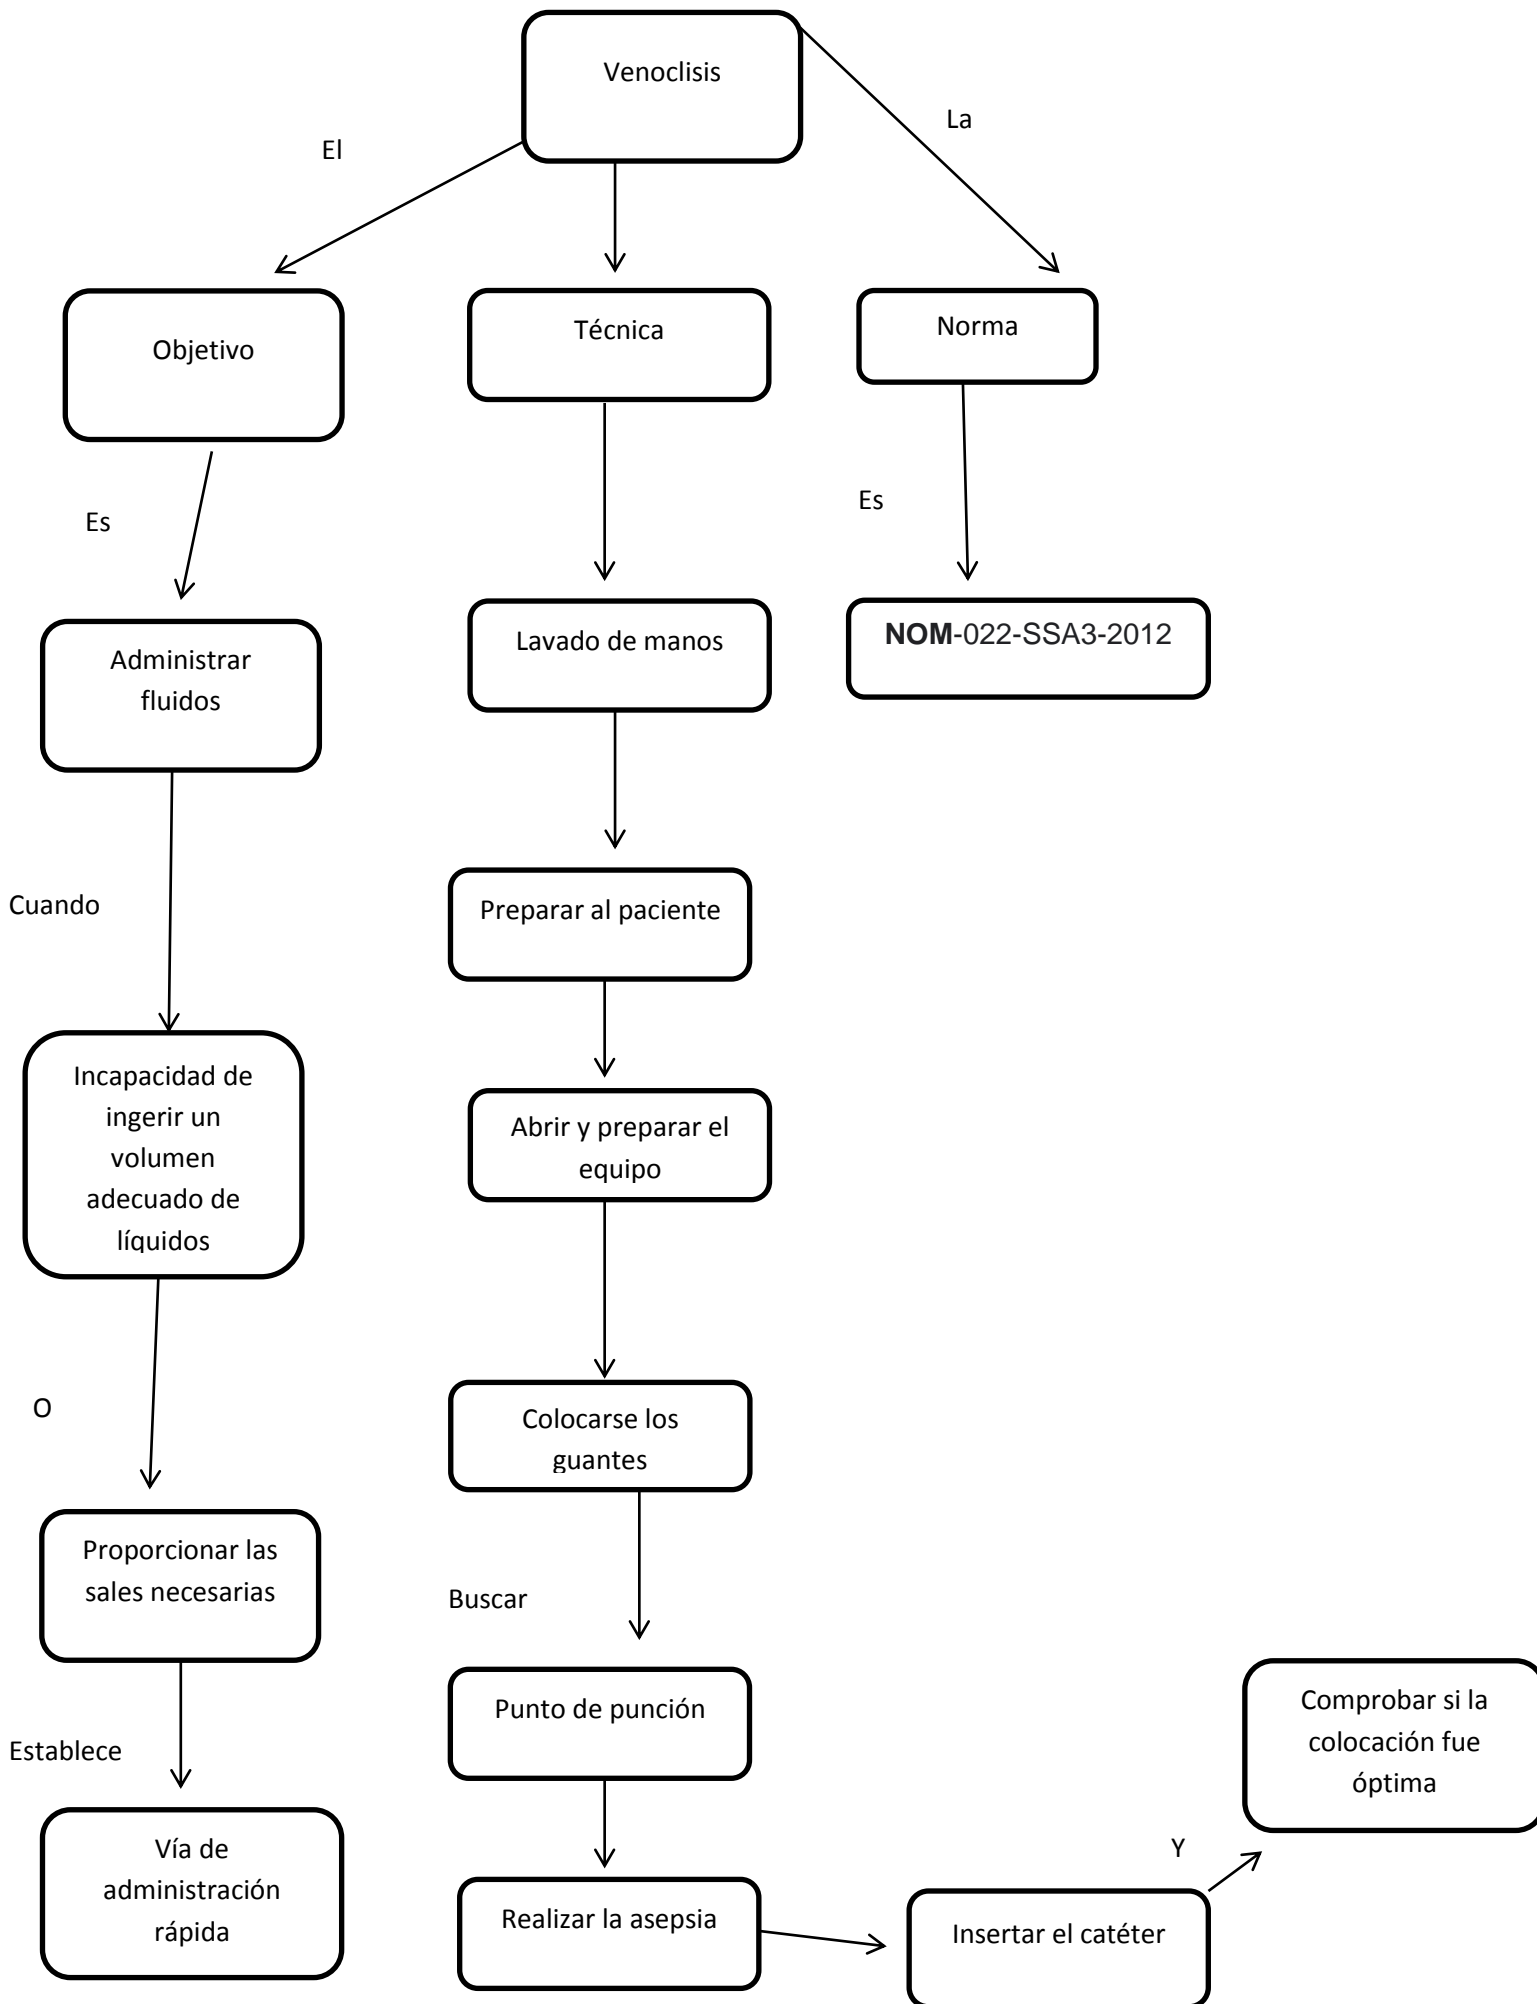 Venoclisis
El
La
Objetivo
Técnica
Norma
Es
Es
Administrar
fluidos
Lavado de manos
NOM-022-SSA3-2012
Cuando
Preparar al paciente
Incapacidad de
ingerir un
volumen
adecuado de
líquidos
Abrir y preparar el
equipo
O
Colocarse los
guantes
Proporcionar las
sales necesarias
Buscar
Establece
Punto de punción
Comprobar si la
colocación fue
óptima
Vía de
administración
rápida
Y
Realizar la asepsia
Insertar el catéter